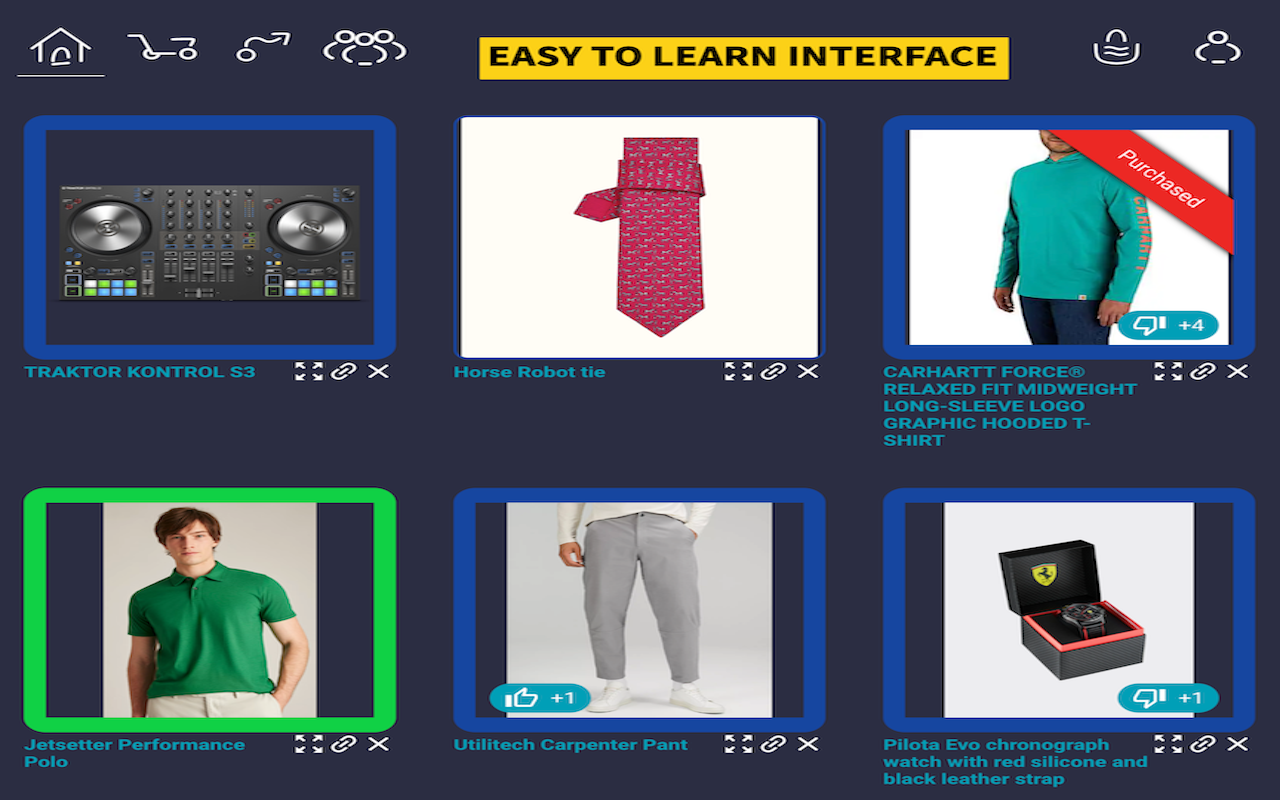 EASY TO LEARN INTERFACE
TRAKTOR KONTROL S3
Horse Robot tie
Purchased
CARHARTT
+4
CARHARTT FORCE®
RELAXED FIT MIDWEIGHT
LONG-SLEEVE LOGO
GRAPHIC HOODED T-
SHIRT
Jetsetter Performance
Polo
+1
Utilitech Carpenter Pant
+1
Pilota Evo chronograph
watch with red silicone and
black leather strap